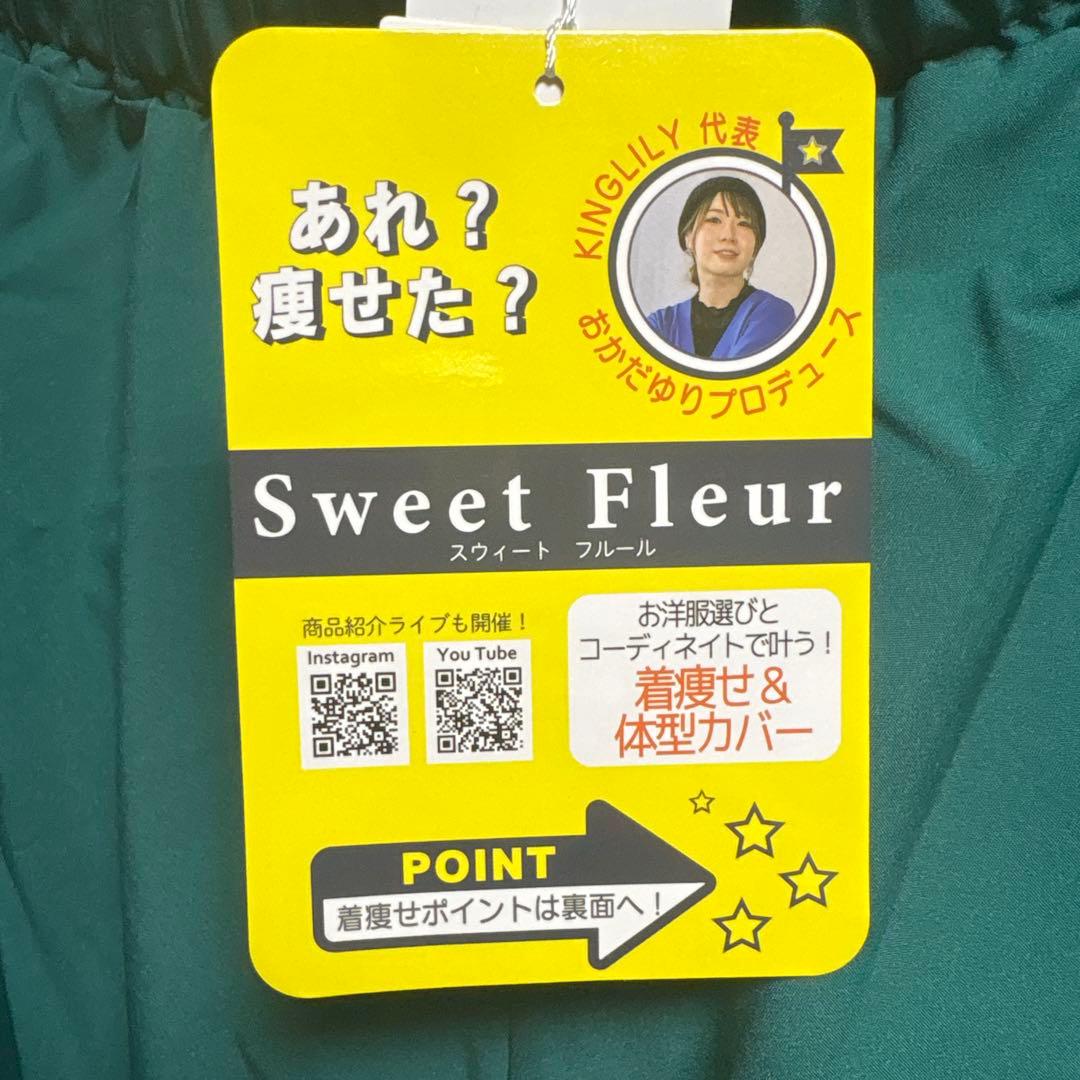 あれ？
痩せた？
KINGLILY 代表
おかだゆりプロデュース
Sweet Fleur
スウィート フルール
商品紹介ライブも開催！
Instagram
You Tube
お洋服選びと
コーディネイトで叶う！
着痩せ＆
体型カバー
POINT
着痩せポイントは裏面へ！